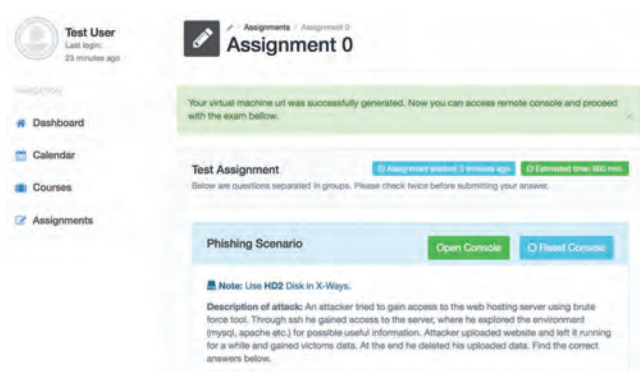 Test User
Last login:
23 minutes ago
Assignments / Assignment 0
Assignment 0
NAVIGATION
Dashboard
Calendar
Courses
Assignments
Your virtual machine url was successfully generated. Now you can access remote console and proceed
with the exam bellow.
Test Assignment
Assignment started: 3 minutes ago
Estimated time: 600 min.
Below are questions separated in groups. Please check twice before submitting your answer.
Phishing Scenario
Open Console
Reset Console
Note: Use HD2 Disk in X-Ways.
Description of attack: An attacker tried to gain access to the web hosting server using brute
force tool. Through ssh he gained access to the server, where he explored the environment
(mysql, apache etc.) for possible useful information. Attacker uploaded website and left it running
for a while and gained victoms data. At the end he deleted his uploaded data. Find the correct
answers below.